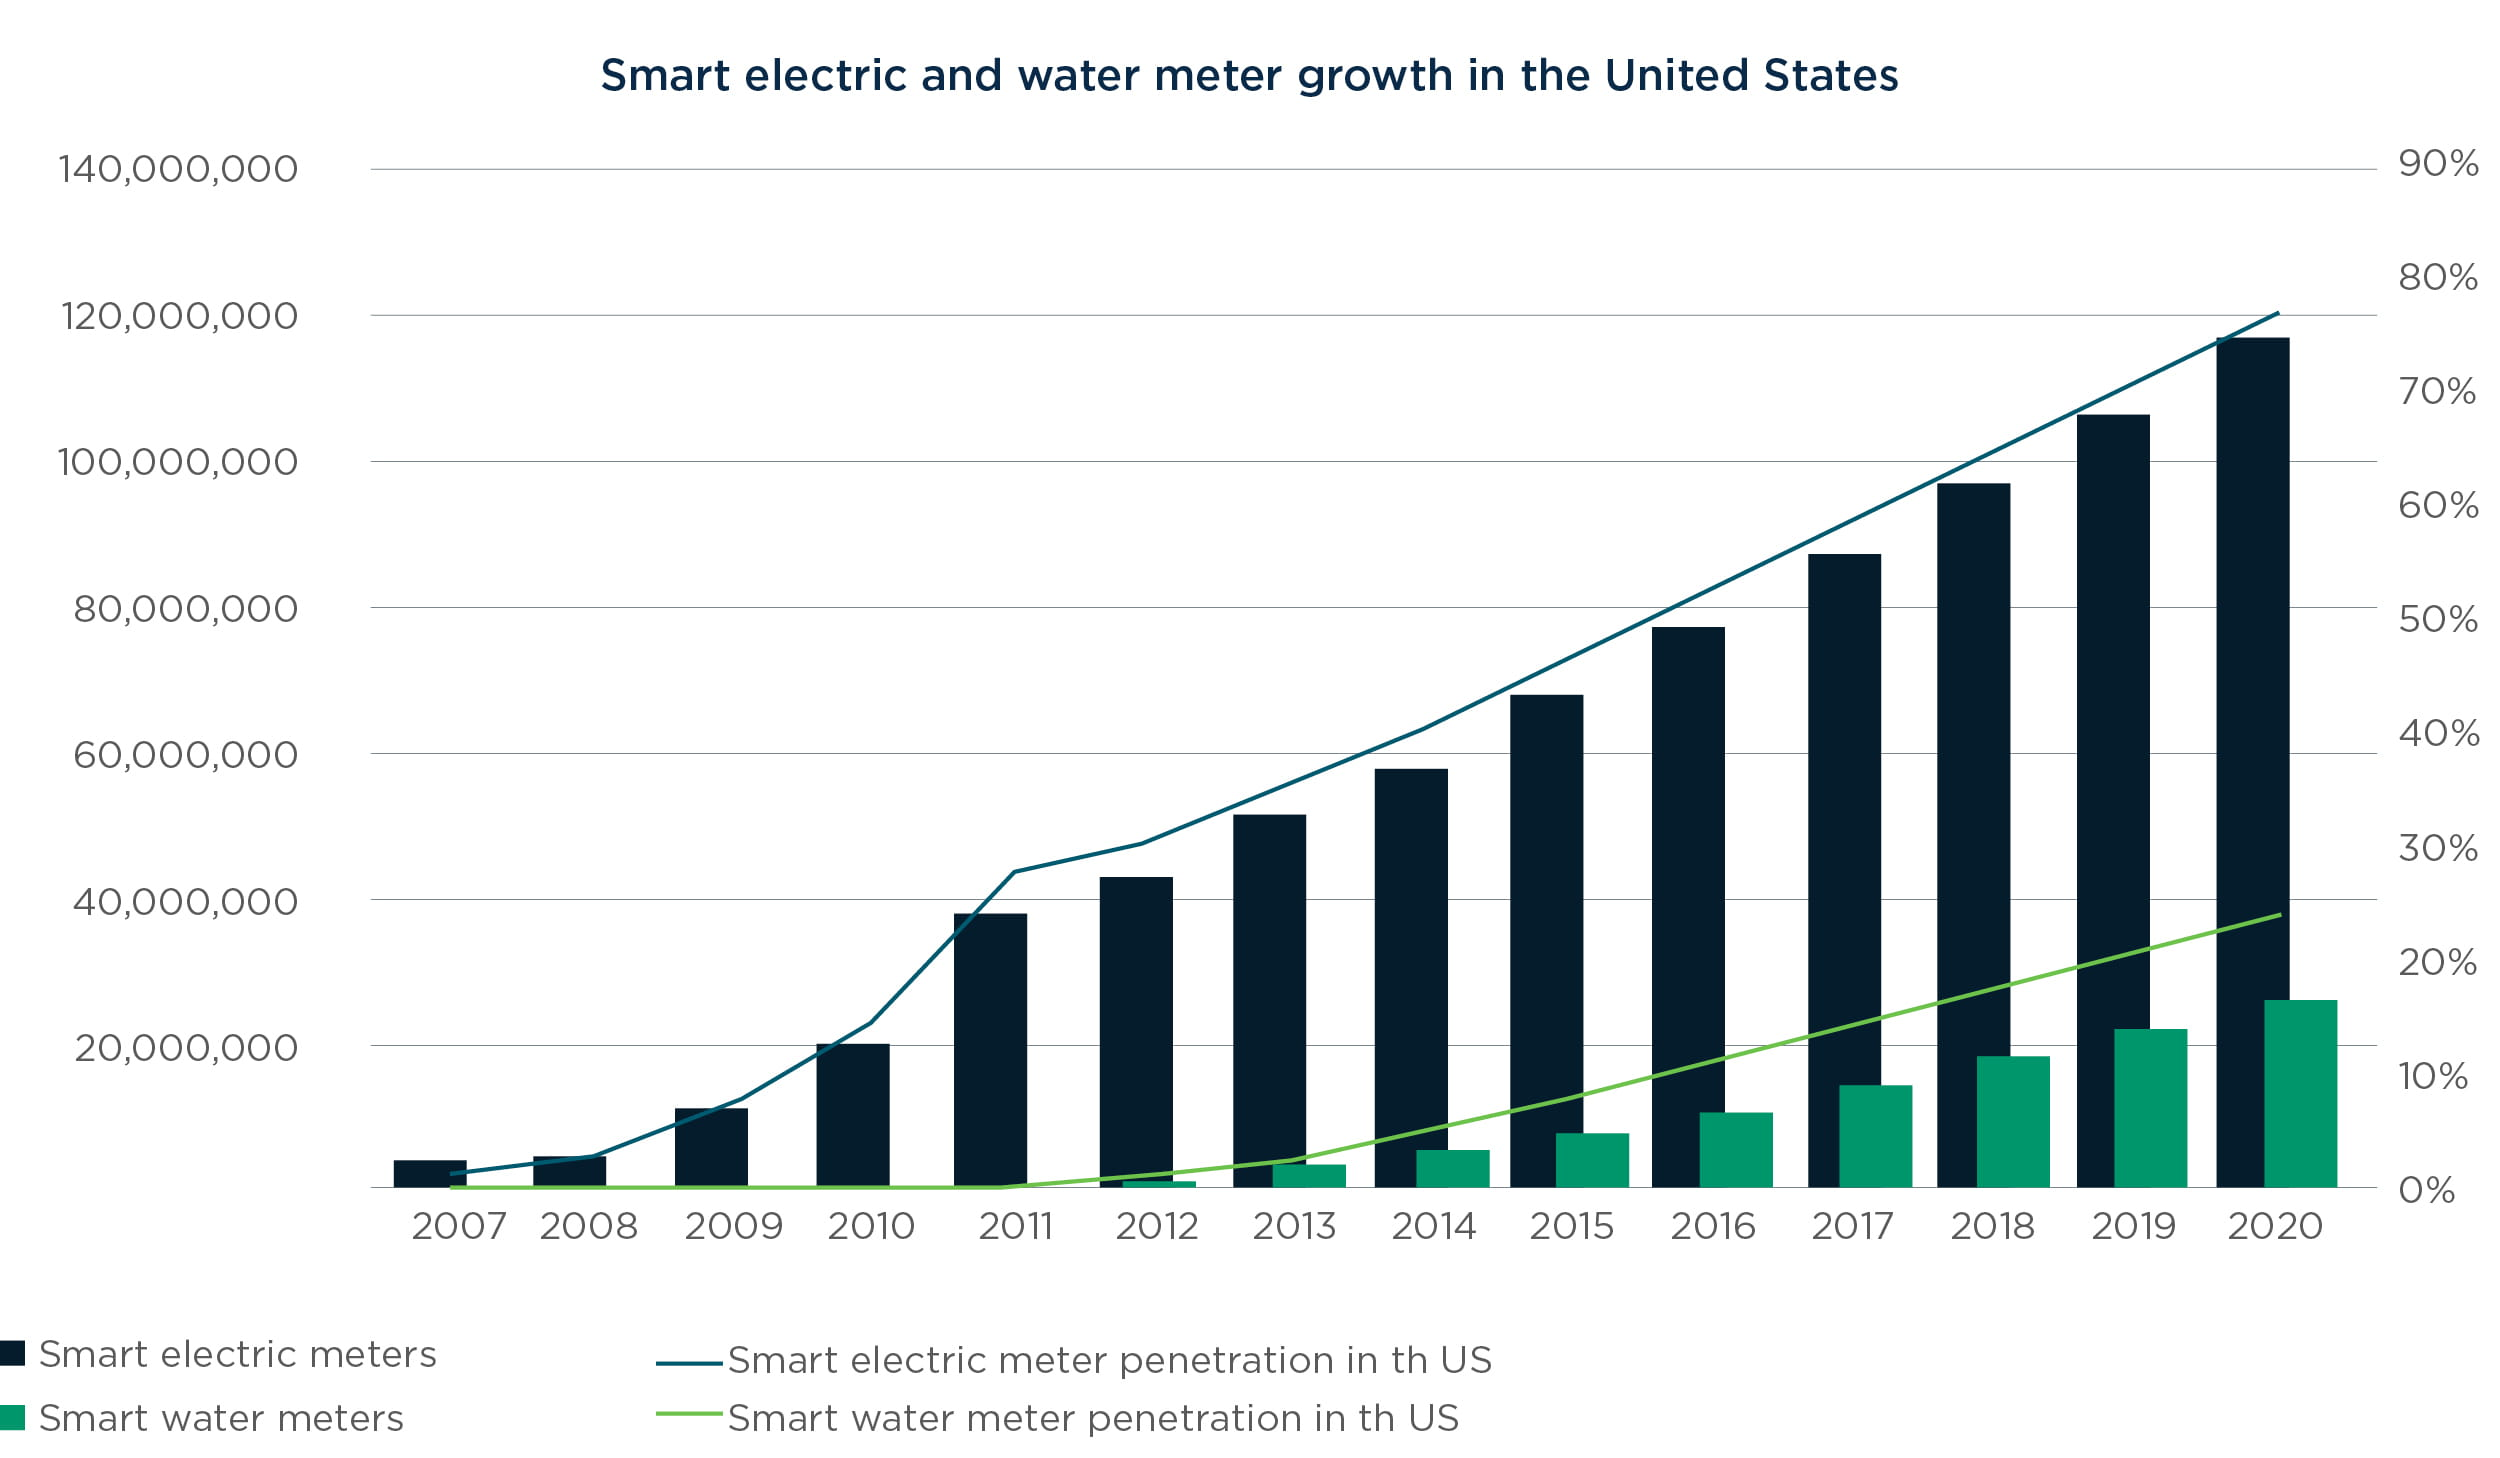 Smart electric and water meter growth in the United States
140,000,000
120,000,000
100,000,000
80,000,000
60,000,000
40,000,000
20,000,000
90%
80%
70%
60%
50%
40%
30%
20%
10%
0%
2007 2008 2009 2010 2011 2012 2013 2014 2015 2016 2017 2018 2019 2020
Smart electric meters
Smart water meters
Smart electric meter penetration in th US
Smart water meter penetration in th US